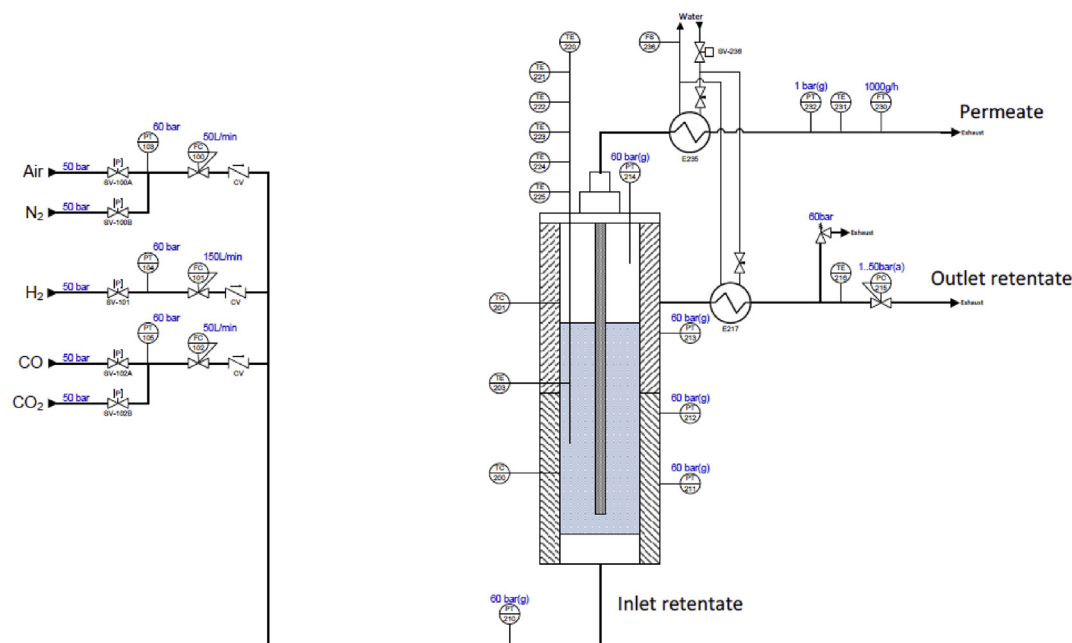 Water
TE
220
FS
236
SV-236
TE
221
TE
222
TE
223
TE
224
TE
225
1 bar(g)
PT
232
TE
231
1000g/h
FT
230
Permeate
Exhaust
E235
60 bar(g)
PT
214
60 bar
PT
103
50L/min
FC
100
Air
50 bar
SV-100A
CV
N2
50 bar
SV-100B
60bar
Exhaust
60 bar
PT
104
150L/min
FC
101
H2
50 bar
SV-101
CV
TC
201
E217
TE
216
1..50bar(a)
PC
215
Outlet retentate
Exhaust
60 bar(g)
PT
213
60 bar
PT
105
50L/min
FC
102
CO
50 bar
SV-102A
CV
CO2
50 bar
SV-102B
TE
203
60 bar(g)
PT
212
TC
200
60 bar(g)
PT
211
60 bar(g)
PT
210
Inlet retentate